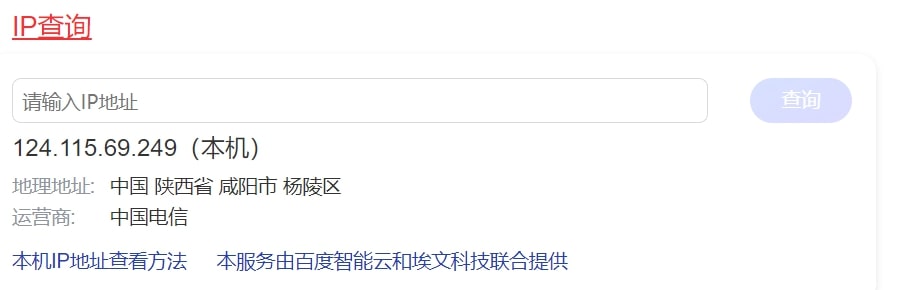 IP查询
请输入IP地址 查询
124.115.69.249（本机）
地理地址: 中国 陕西省 咸阳市 杨陵区
运营商: 中国电信
本机IP地址查看方法 本服务由百度智能云和埃文科技联合提供